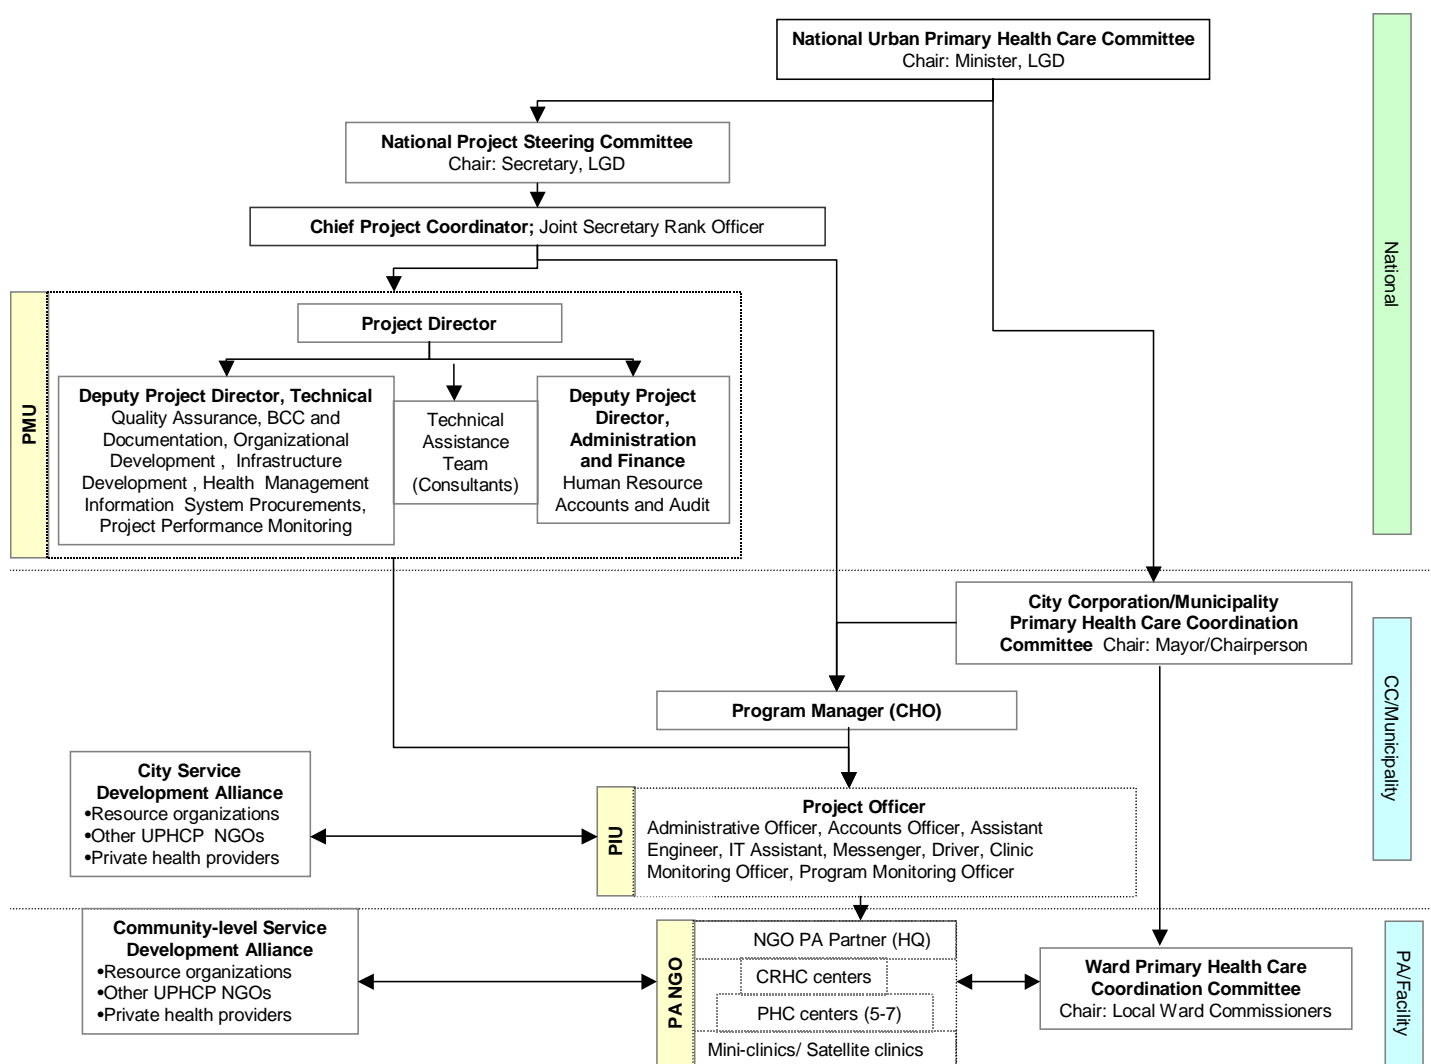 National Urban Primary Health Care Committee
Chair: Minister, LGD
National Project Steering Committee
Chair: Secretary, LGD
Chief Project Coordinator; Joint Secretary Rank Officer
National
PMU
Project Director
Deputy Project Director, Technical
Quality Assurance, BCC and
Documentation, Organizational
Development , Infrastructure
Development , Health Management
Information System Procurements,
Project Performance Monitoring
Technical
Assistance
Team
(Consultants)
Deputy Project
Director,
Administration
and Finance
Human Resource
Accounts and Audit
City Corporation/Municipality
Primary Health Care Coordination
Committee Chair: Mayor/Chairperson
CC/Municipality
Program Manager (CHO)
City Service
Development Alliance
•Resource organizations
•Other UPHCP NGOs
•Private health providers
PIU
Project Officer
Administrative Officer, Accounts Officer, Assistant
Engineer, IT Assistant, Messenger, Driver, Clinic
Monitoring Officer, Program Monitoring Officer
Community-level Service
Development Alliance
•Resource organizations
•Other UPHCP NGOs
•Private health providers
PA NGO
NGO PA Partner (HQ)
CRHC centers
PHC centers (5-7)
Mini-clinics/ Satellite clinics
Ward Primary Health Care
Coordination Committee
Chair: Local Ward Commissioners
PA/Facility